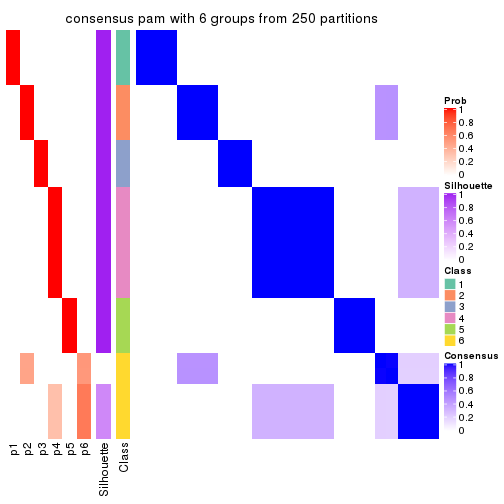 consensus pam with 6 groups from 250 partitions
Prob
1
0.8
0.6
0.4
0.2
0
Silhouette
1
0.8
0.6
0.4
0.2
0
Class
1
2
3
4
5
6
Consensus
1
0.8
0.6
0.4
0.2
0
p1
p2
p3
p4
p5
p6
Silhouette
Class